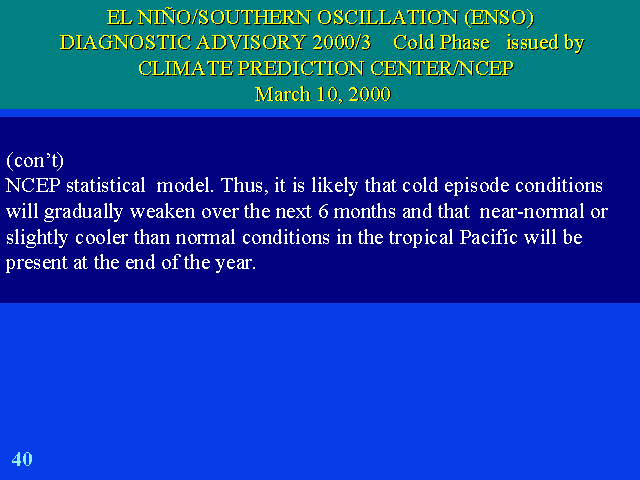 EL NIÑO/SOUTHERN OSCILLATION (ENSO)
DIAGNOSTIC ADVISORY 2000/3 Cold Phase issued by
CLIMATE PREDICTION CENTER/NCEP
March 10, 2000
(con’t)
NCEP statistical model. Thus, it is likely that cold episode conditions
will gradually weaken over the next 6 months and that near-normal or
slightly cooler than normal conditions in the tropical Pacific will be
present at the end of the year.
40